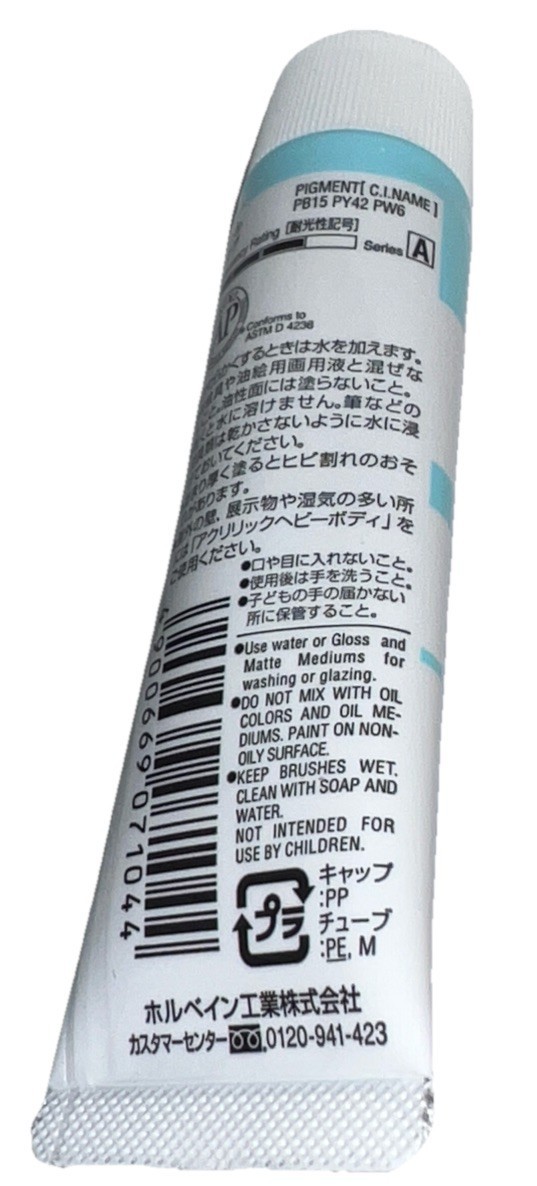 PIGMENT[ C.I.NAME ]
PB15 PY42 PW6
Rating [耐光性記号]
Series A
Conforms to
ASTM D 4236
かくするときは水を加えます。
や油絵用画用液と混ぜな
油性面には塗らないこと。
と水に溶けません。筆などの
は乾かさないように水に浸
おいてください。
厚く塗るとヒビ割れのおそ
があります。
の壁、展示物や湿気の多い所
は「アクリリックヘビーボディ」を
使用ください。
●口や目に入れないこと。
●使用後は手を洗うこと。
●子どもの手の届かない
所に保管すること。
●Use water or Gloss and
Matte Mediums for
washing or glazing.
●DO NOT MIX WITH OIL
COLORS AND OIL ME-
DIUMS. PAINT ON NON-
OILY SURFACE.
●KEEP BRUSHES WET.
CLEAN WITH SOAP AND
WATER.
NOT INTENDED FOR
USE BY CHILDREN.
4900669071044
プラ
キャップ
:PP
チューブ
:PE, M
ホルベイン工業株式会社
カスタマーセンター 0120-941-423